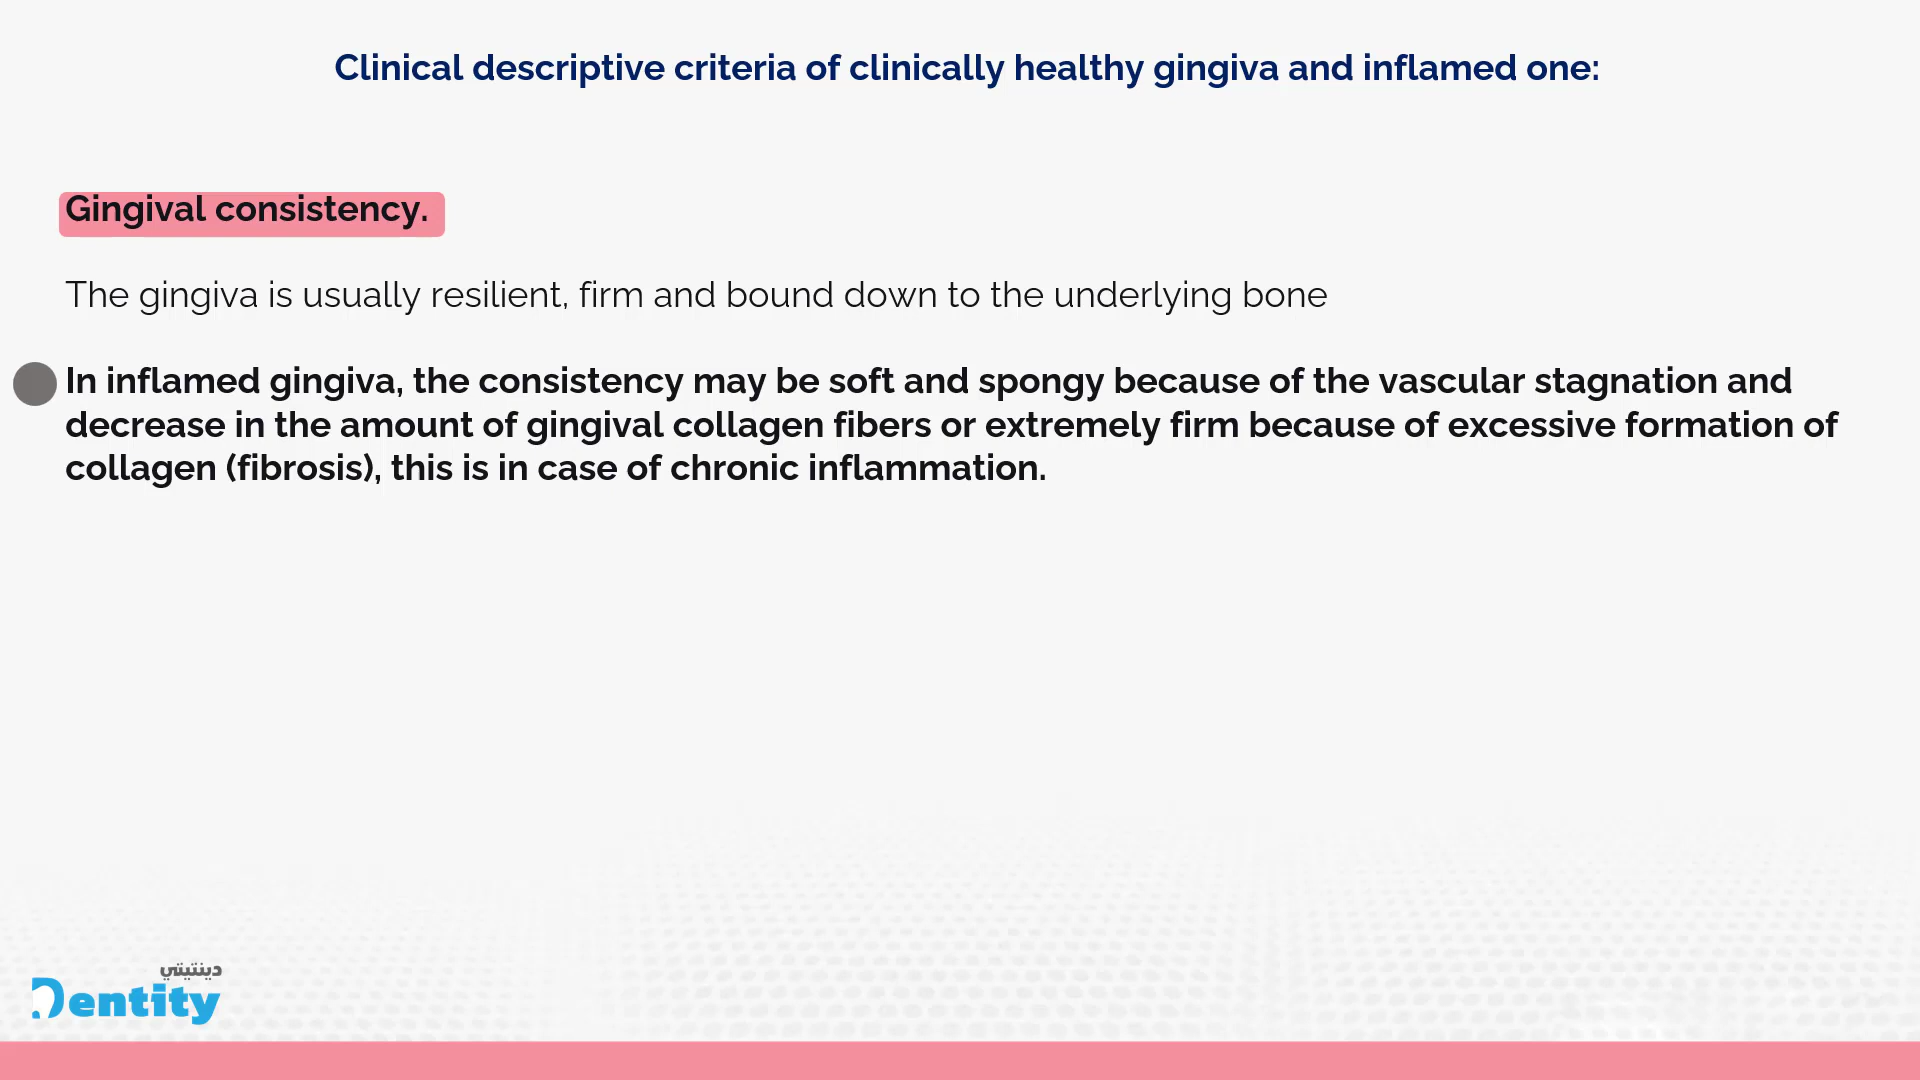 Clinical descriptive criteria of clinically healthy gingiva and inflamed one:
Gingival consistency.
The gingiva is usually resilient, firm and bound down to the underlying bone
In inflamed gingiva, the consistency may be soft and spongy because of the vascular stagnation and
decrease in the amount of gingival collagen fibers or extremely firm because of excessive formation of
collagen (fibrosis), this is in case of chronic inflammation.
دينتيتي
Dentity